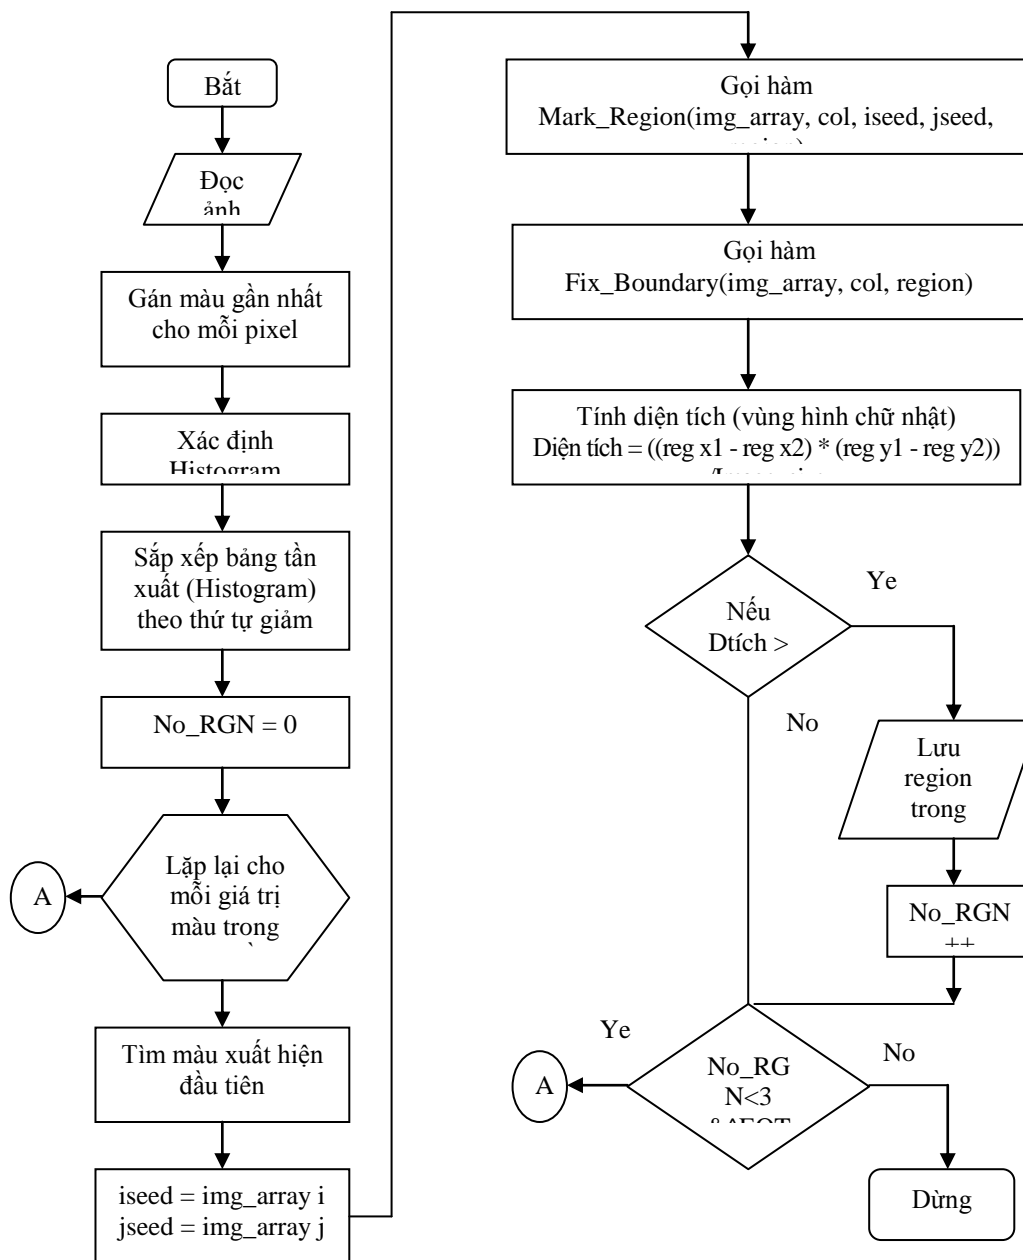 Bắt
Đọc
ảnh
Gán màu gần nhất
cho mỗi pixel
Xác định
Histogram
Sắp xếp bảng tần
xuất (Histogram)
theo thứ tự giảm
No_RGN = 0
Lặp lại cho
mỗi giá trị
màu trong
A
Tìm màu xuất hiện
đầu tiên
iseed = img_array i
jseed = img_array j
Gọi hàm
Mark_Region(img_array, col, iseed, jseed,
region)
Gọi hàm
Fix_Boundary(img_array, col, region)
Tính diện tích (vùng hình chữ nhật)
Diện tích = ((reg x1 - reg x2) * (reg y1 - reg y2))
Nếu
Dtích >
Ye
No
Lưu
region
trong
No_RGN
++
Ye
No_RG
N<3
No
A
Dừng